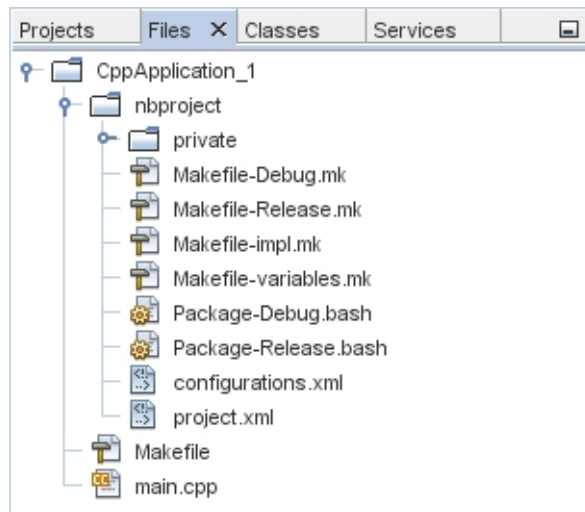 Projects Files Classes Services
CppApplication_1
nbproject
private
Makefile-Debug.mk
Makefile-Release.mk
Makefile-impl.mk
Makefile-variables.mk
Package-Debug.bash
Package-Release.bash
configurations.xml
project.xml
Makefile
main.cpp